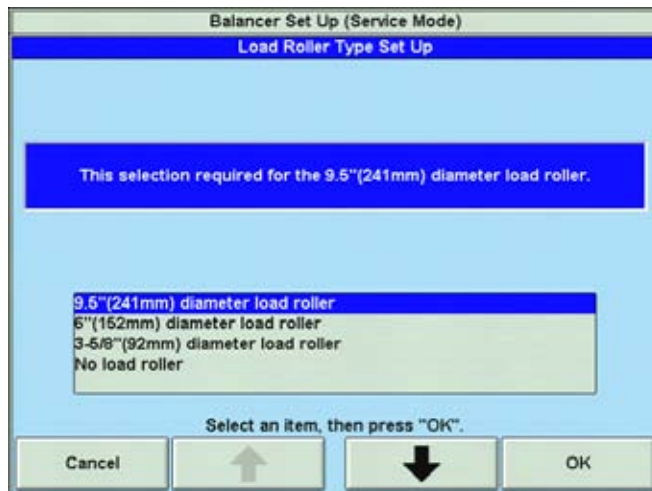 Balancer Set Up (Service Mode)
Load Roller Type Set Up
This selection required for the 9.5"(241mm) diameter load roller.
9.5"(241mm) diameter load roller
6"(152mm) diameter load roller
3-5/8"(92mm) diameter load roller
No load roller
Select an item, then press "OK".
Cancel
OK